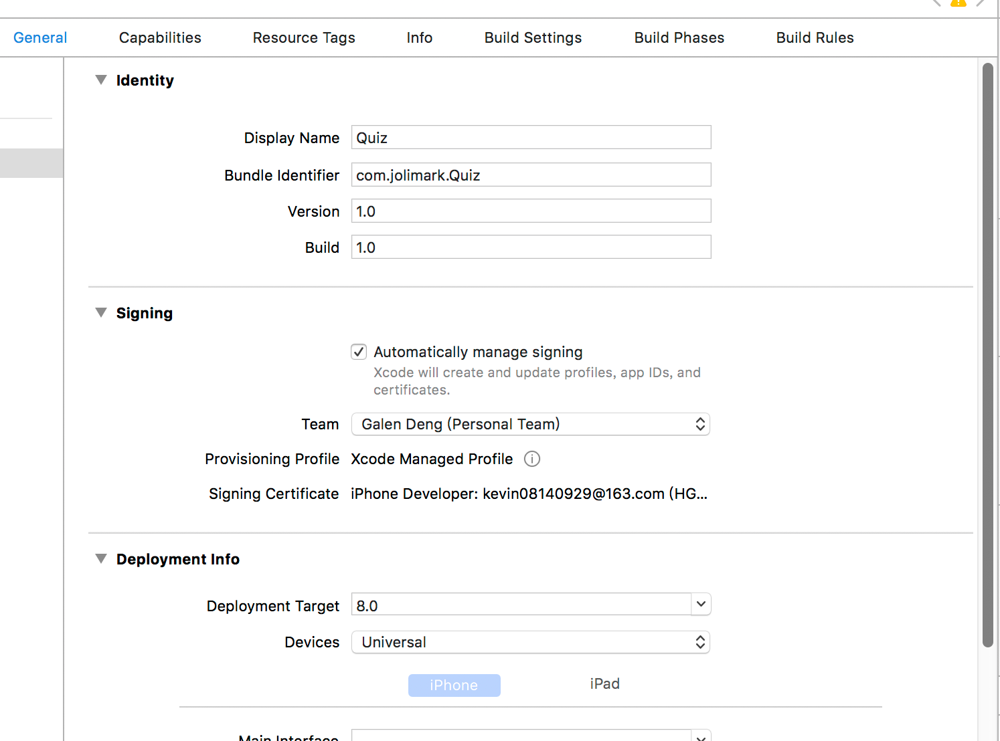 General Capabilities Resource Tags Info Build Settings Build Phases Build Rules
Identity
Display Name Quiz
Bundle Identifier com.jolimark.Quiz
Version 1.0
Build 1.0
Signing
Automatically manage signing
Xcode will create and update profiles, app IDs, and
certificates.
Team Galen Deng (Personal Team)
Provisioning Profile Xcode Managed Profile
Signing Certificate iPhone Developer: kevin08140929@163.com (HG...
Deployment Info
Deployment Target 8.0
Devices Universal
iPhone iPad
Main Interface